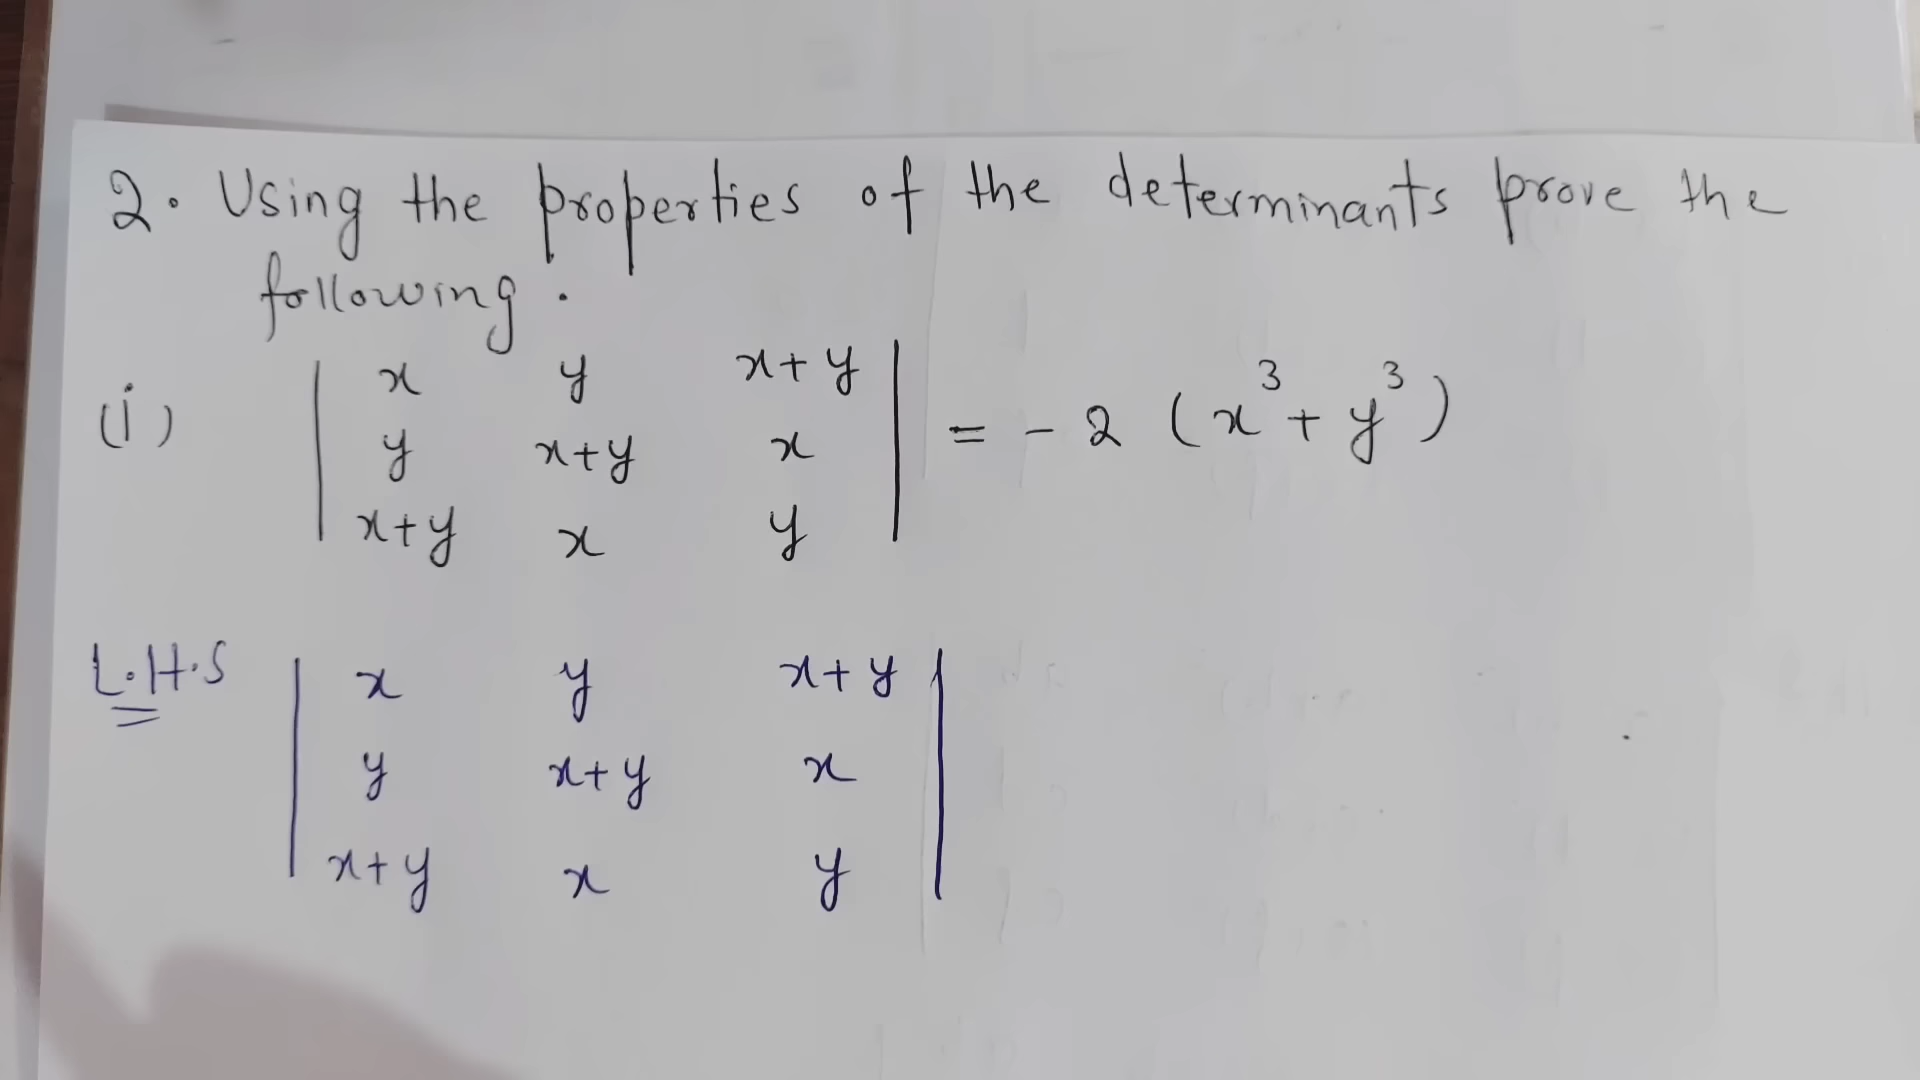 2. Using the properties of the determinants prove the
following.
(i) | x y x+y |
| y x+y x | = -2 (x³+y³)
| x+y x y |
L.H.S | x y x+y |
| y x+y x |
| x+y x y |